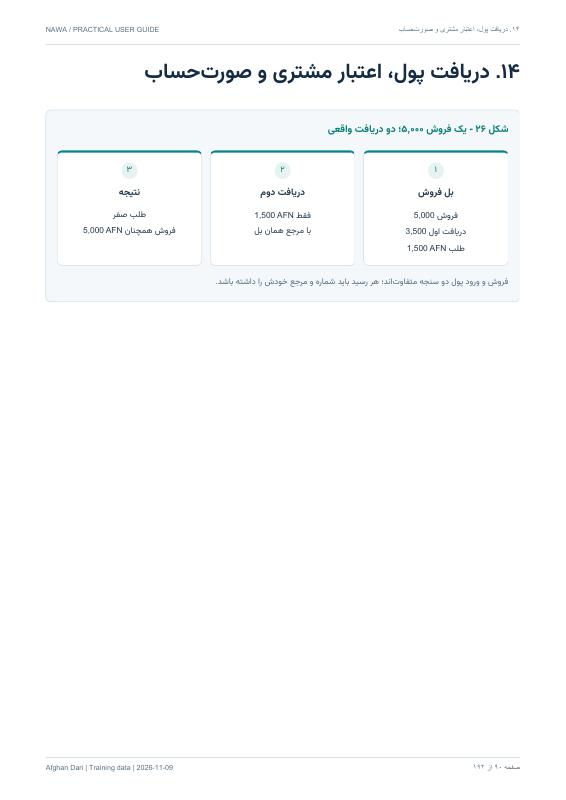 ۱۴. دریافت پول، اعتبار مشتری و صورت‌حساب
NAWA / PRACTICAL USER GUIDE
۱۴. دریافت پول، اعتبار مشتری و صورت‌حساب
شکل ۲۶ - یک فروش ۵,۰۰۰؛ دو دریافت واقعی
۱
بل فروش
فروش 5,000
دریافت اول 3,500
طلب 1,500 AFN
۲
دریافت دوم
فقط 1,500 AFN
با مرجع همان بل
۳
نتیجه
طلب صفر
فروش همچنان 5,000 AFN
فروش و ورود پول دو سنجه متفاوت‌اند؛ هر رسید باید شماره و مرجع خودش را داشته باشد.
صفحه ۹۰ از ۱۹۲
Afghan Dari | Training data | 2026-11-09